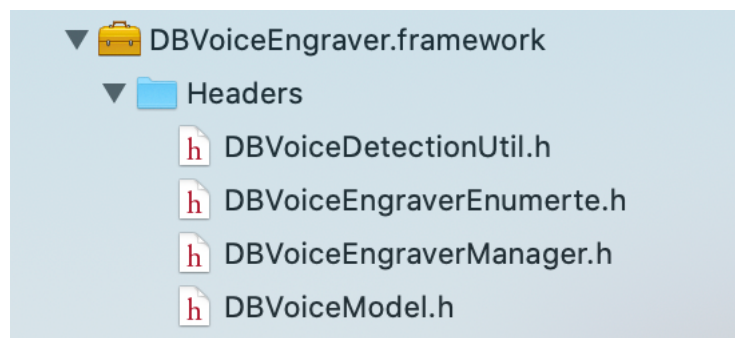 DBVoiceEngraver.framework
Headers
h DBVoiceDetectionUtil.h
h DBVoiceEngraverEnumerte.h
h DBVoiceEngraverManager.h
h DBVoiceModel.h